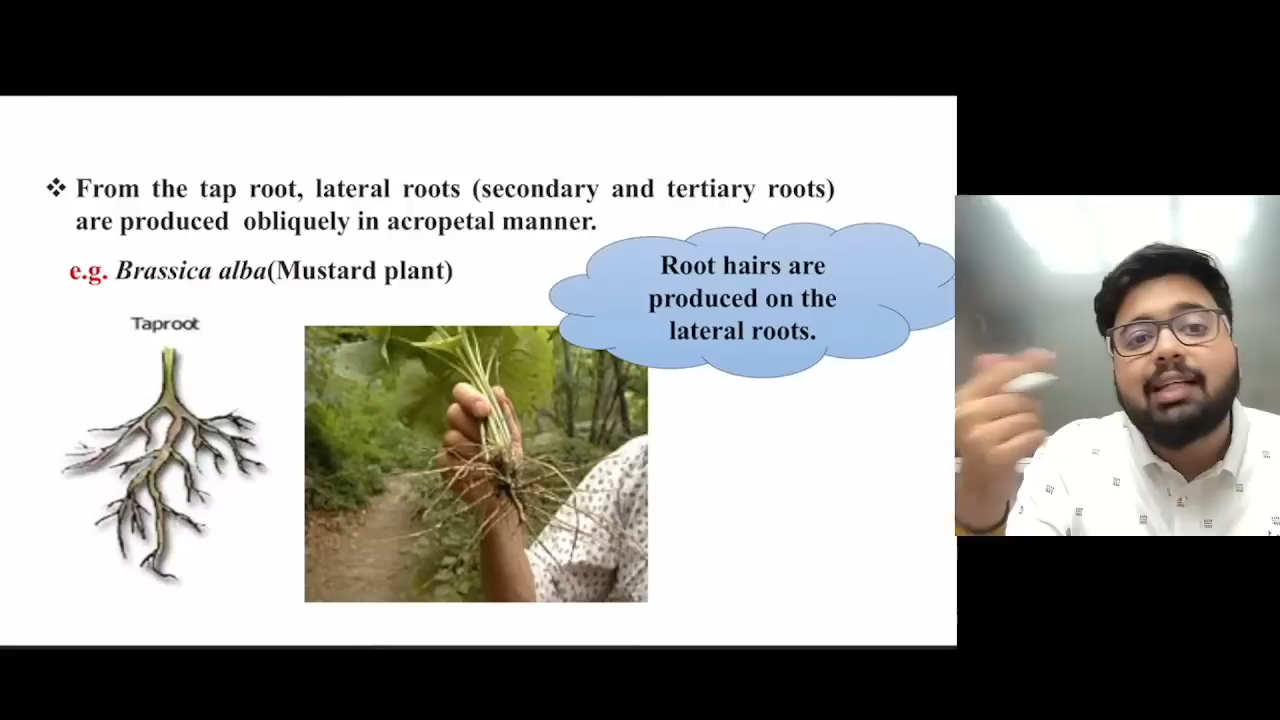 ❖ From the tap root, lateral roots (secondary and tertiary roots)
are produced obliquely in acropetal manner.
e.g. Brassica alba(Mustard plant)
Root hairs are
produced on the
lateral roots.
Taproot